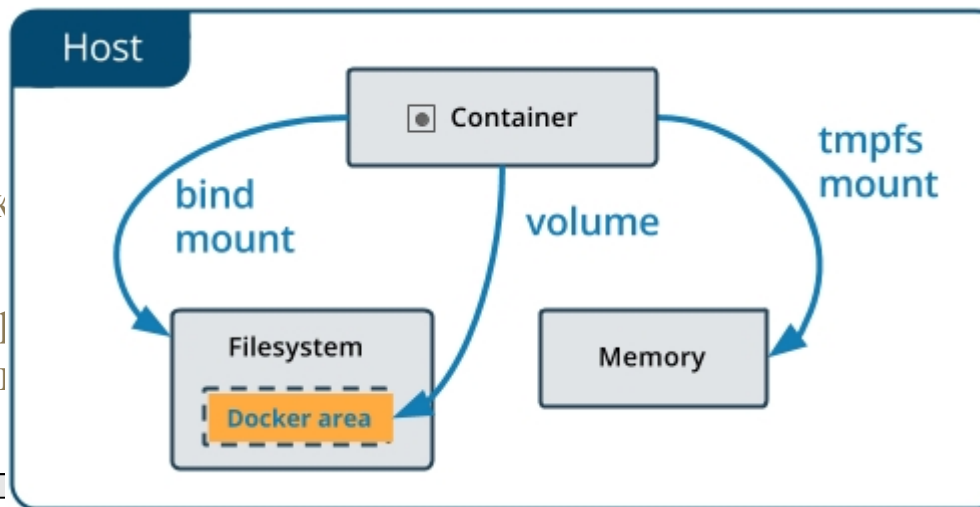 Host
Container
bind
mount
volume
tmpfs
mount
Filesystem
Docker area
Memory